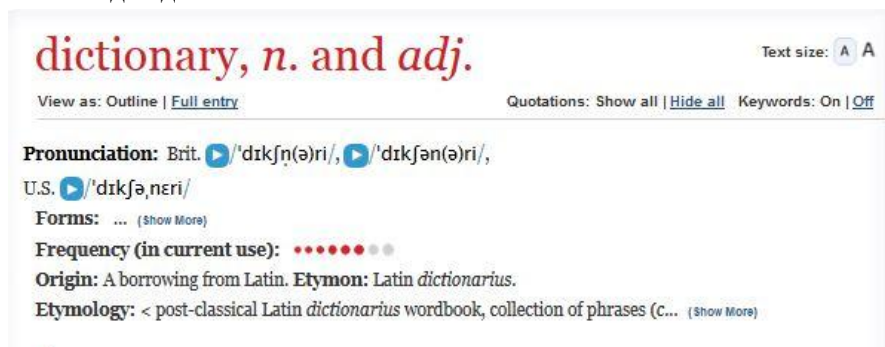 dictionary, n. and adj.
Text size: A A
View as: Outline | Full entry
Quotations: Show all | Hide all Keywords: On | Off
Pronunciation: Brit. /ˈdɪkʃn̩(ə)ri/, /ˈdɪkʃən(ə)ri/,
U.S. /ˈdɪkʃəˌnɛri/
Forms: ... (Show More)
Frequency (in current use):
Origin: A borrowing from Latin. Etymon: Latin dictionarius.
Etymology: < post-classical Latin dictionarius wordbook, collection of phrases (c... (Show More)